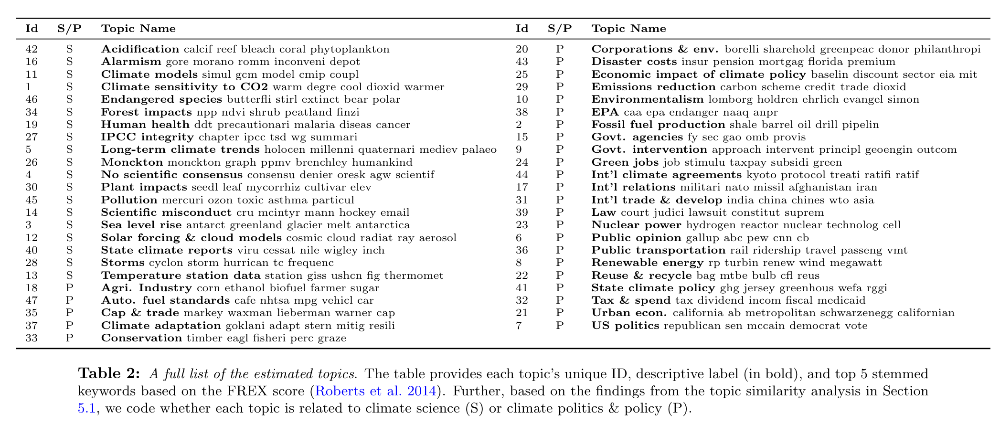 Id S/P Topic Name Id S/P Topic Name
42 S Acidification calcif reef bleach coral phytoplankton 20 P Corporations & env. borelli sharehold greenpeac donor philanthropi
16 S Alarmism gore morano romm inconveni depot 43 P Disaster costs insur pension mortgag florida premium
11 S Climate models simul gcm model cmip coupl 25 P Economic impact of climate policy baselin discount sector eia mit
1 S Climate sensitivity to CO2 warm degre cool dioxid warmer 29 P Emissions reduction carbon scheme credit trade dioxid
46 S Endangered species butterfli stirl extinct bear polar 10 P Environmentalism lomborg holdren ehrlich evangel simon
34 S Forest impacts npp ndvi shrub peatland finzi 38 P EPA caa epa endanger naaq anpr
19 S Human health ddt precautionari malaria diseas cancer 2 P Fossil fuel production shale barrel oil drill pipelin
27 S IPCC integrity chapter ipcc tsd wg summari 15 P Govt. agencies fy sec gao omb provis
5 S Long-term climate trends holocen millenni quaternari mediev palaeo 9 P Govt. intervention approach intervent principl geoengin outcom
26 S Monckton monckton graph ppmv brenchley humankind 24 P Green jobs job stimulu taxpay subsidi green
4 S No scientific consensus consensu denier oresk agw scientif 44 P Int'l climate agreements kyoto protocol treati ratifi ratif
30 S Plant impacts seedl leaf mycorrhiz cultivar elev 17 P Int'l relations militari nato missil afghanistan iran
45 S Pollution mercuri ozon toxic asthma particul 31 P Int'l trade & develop india china chines wto asia
14 S Scientific misconduct cru mcintyr mann hockey email 39 P Law court judici lawsuit constitut suprem
3 S Sea level rise antarct greenland glacier melt antarctica 23 P Nuclear power hydrogen reactor nuclear technolog cell
12 S Solar forcing & cloud models cosmic cloud radiat ray aerosol 6 P Public opinion gallup abc pew cnn cb
40 S State climate reports viru cessat nile wigley inch 36 P Public transportation rail ridership travel passeng vmt
28 S Storms cyclon storm hurrican tc frequenc 8 P Renewable energy rp turbin renew wind megawatt
13 S Temperature station data station giss ushcn fig thermomet 22 P Reuse & recycle bag mtbe bulb cfl reus
18 P Agri. Industry corn ethanol biofuel farmer sugar 41 P State climate policy ghg jersey greenhous wefa rggi
47 P Auto. fuel standards cafe nhtsa mpg vehicl car 32 P Tax & spend tax dividend incom fiscal medicaid
35 P Cap & trade markey waxman lieberman warner cap 21 P Urban econ. california ab metropolitan schwarzenegg californian
37 P Climate adaptation goklani adapt stern mitig resili 7 P US politics republican sen mccain democrat vote
33 P Conservation timber eagl fisheri perc graze
Table 2: A full list of the estimated topics. The table provides each topic's unique ID, descriptive label (in bold), and top 5 stemmed
keywords based on the FREX score (Roberts et al. 2014). Further, based on the findings from the topic similarity analysis in Section
5.1, we code whether each topic is related to climate science (S) or climate politics & policy (P).